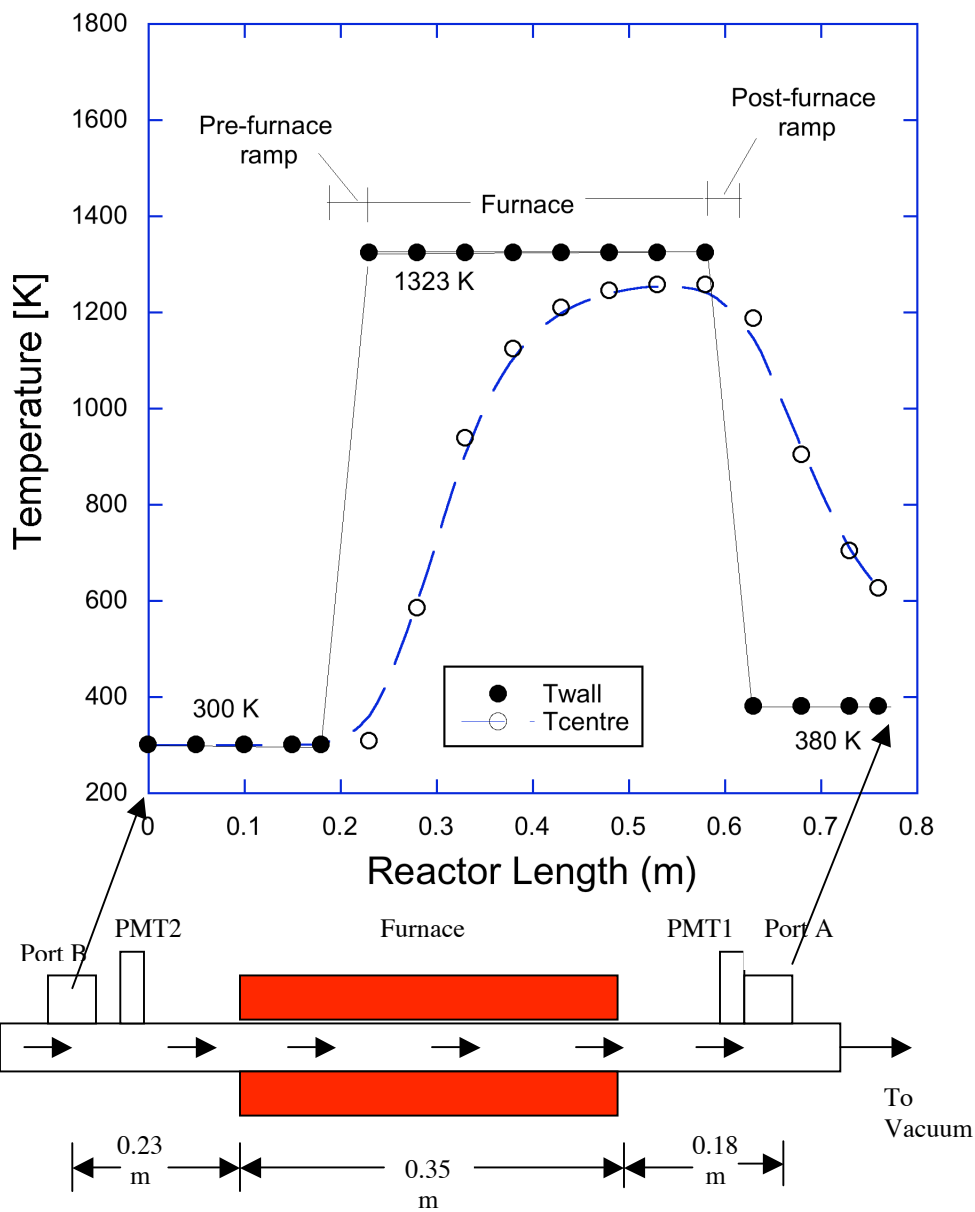 1800
1600
1400
1200
1000
800
600
400
200
Temperature [K]
Pre-furnace
ramp
Post-furnace
ramp
Furnace
1323 K
300 K
Twall
Tcentre
380 K
0
0.1
0.2
0.3
0.4
0.5
0.6
0.7
0.8
Reactor Length (m)
Port B
PMT2
Furnace
PMT1
Port A
To
Vacuum
0.23
m
0.35
m
0.18
m